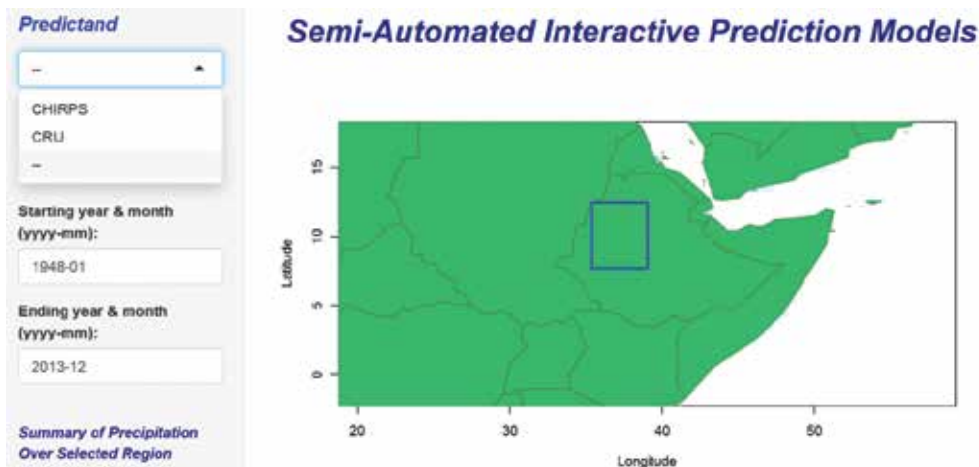 Predictand
Semi-Automated Interactive Prediction Models
–
CHIRPS
CRU
–
Starting year & month
(yyyy-mm):
1948-01
Ending year & month
(yyyy-mm):
2013-12
Summary of Precipitation
Over Selected Region
Latitude
15
10
5
0
20 30 40 50
Longitude